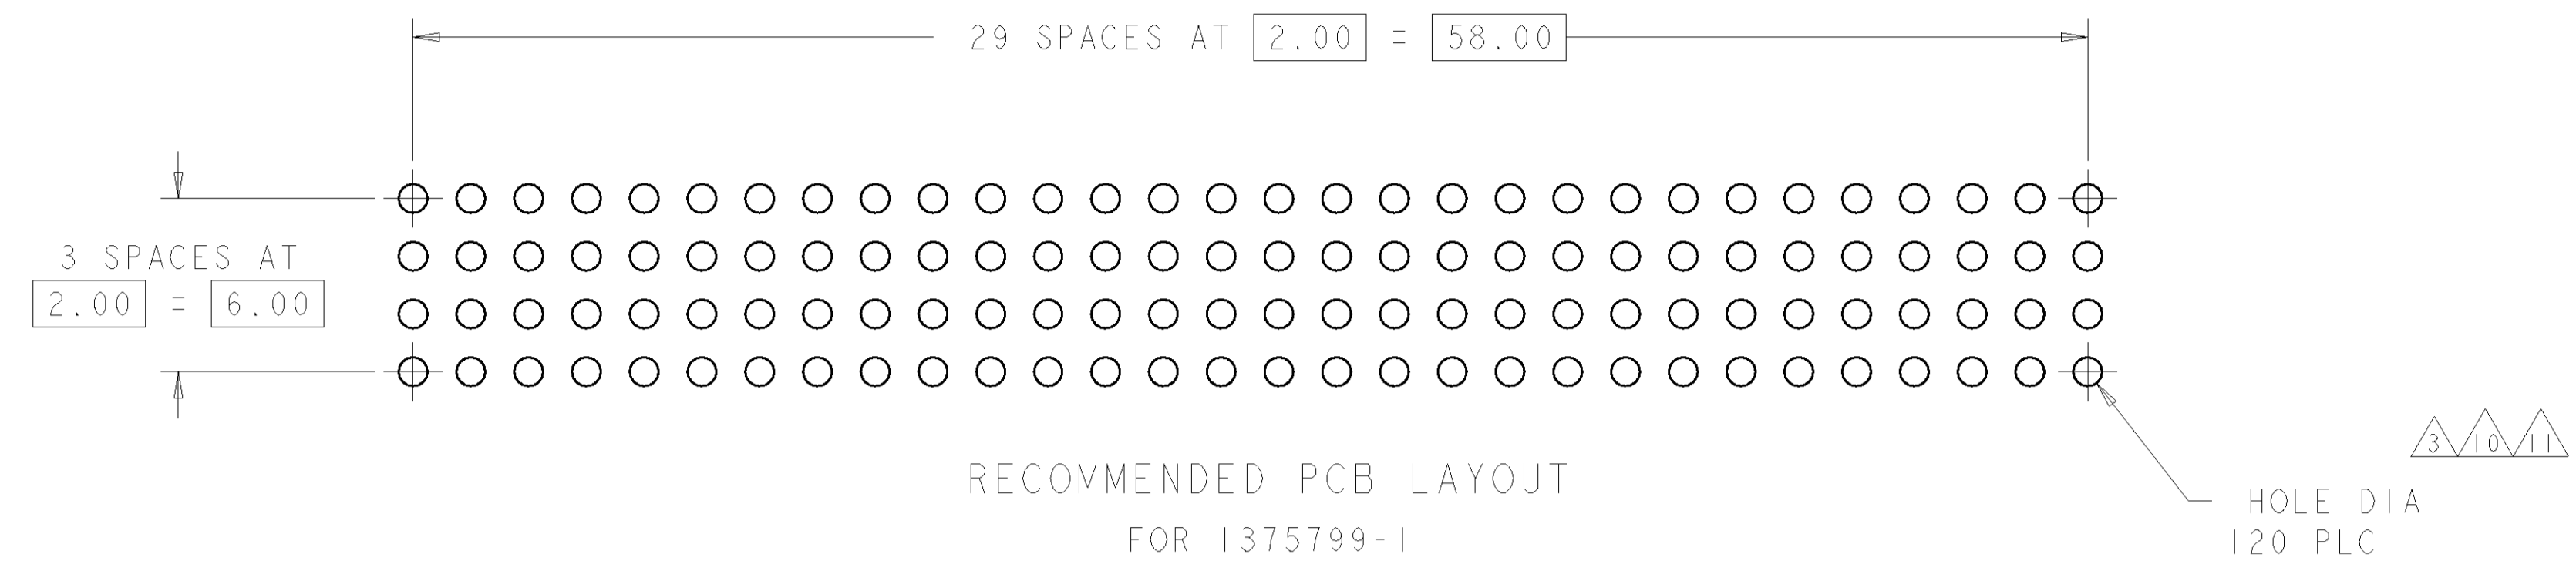 29 SPACES AT 2.00 = 58.00
3 SPACES AT
2.00 = 6.00
3 10 11
RECOMMENDED PCB LAYOUT
FOR 1375799-1
HOLE DIA
120 PLC